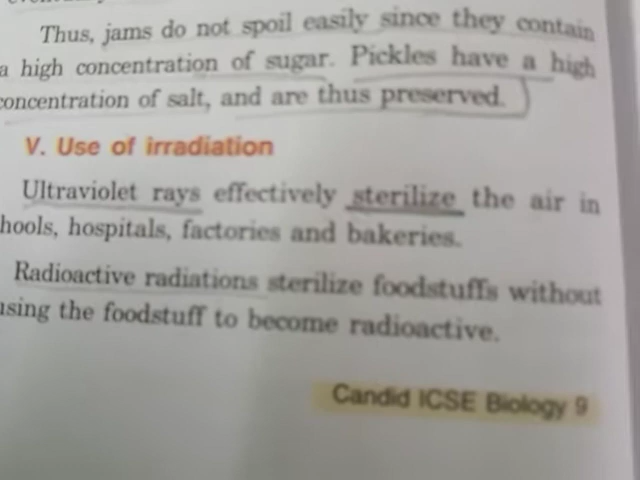 Thus, jams do not spoil easily since they contain
a high concentration of sugar. Pickles have a high
concentration of salt, and are thus preserved.
V. Use of irradiation
Ultraviolet rays effectively sterilize the air in
hools, hospitals, factories and bakeries.
Radioactive radiations sterilize foodstuffs without
using the foodstuff to become radioactive.
Candid ICSE Biology 9